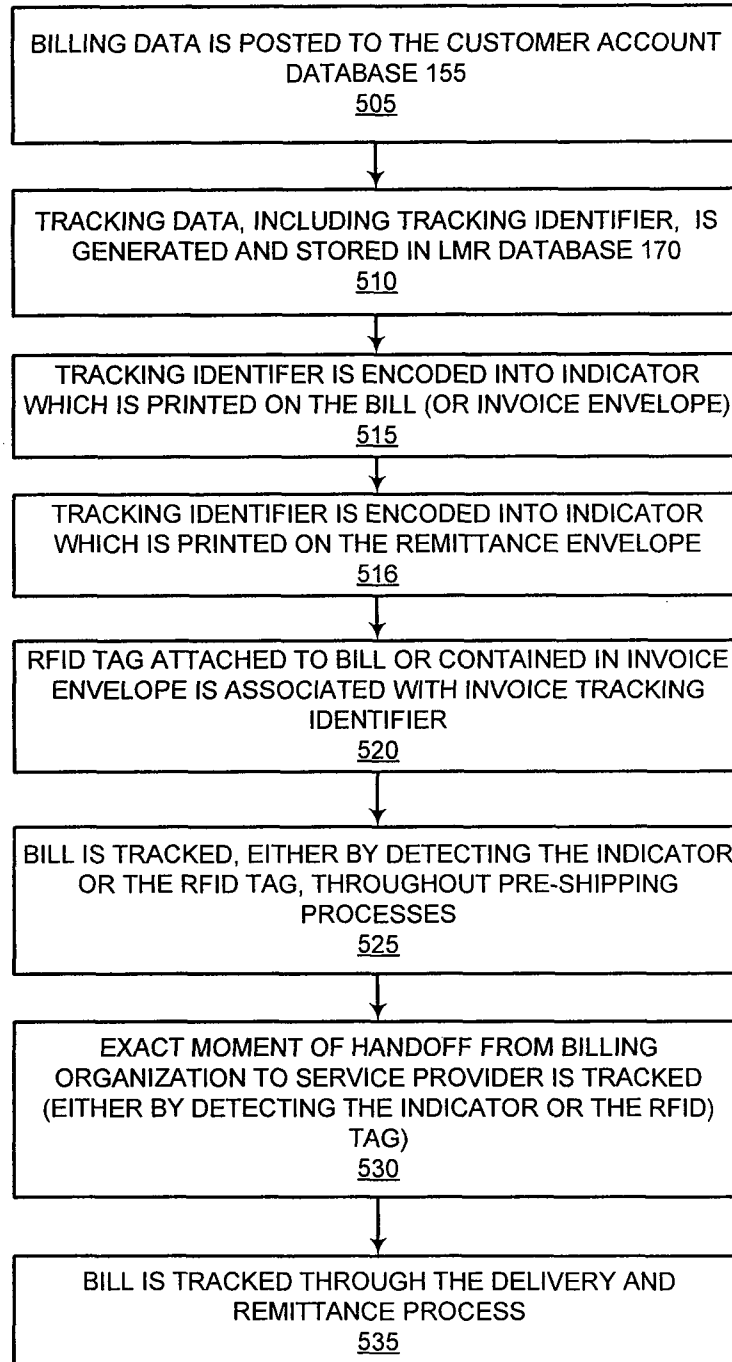 BILLING DATA IS POSTED TO THE CUSTOMER ACCOUNT
DATABASE 155
505
TRACKING DATA, INCLUDING TRACKING IDENTIFIER, IS
GENERATED AND STORED IN LMR DATABASE 170
510
TRACKING IDENTIFER IS ENCODED INTO INDICATOR
WHICH IS PRINTED ON THE BILL (OR INVOICE ENVELOPE)
515
TRACKING IDENTIFIER IS ENCODED INTO INDICATOR
WHICH IS PRINTED ON THE REMITTANCE ENVELOPE
516
RFID TAG ATTACHED TO BILL OR CONTAINED IN INVOICE
ENVELOPE IS ASSOCIATED WITH INVOICE TRACKING
IDENTIFIER
520
BILL IS TRACKED, EITHER BY DETECTING THE INDICATOR
OR THE RFID TAG, THROUGHOUT PRE-SHIPPING
PROCESSES
525
EXACT MOMENT OF HANDOFF FROM BILLING
ORGANIZATION TO SERVICE PROVIDER IS TRACKED
(EITHER BY DETECTING THE INDICATOR OR THE RFID)
TAG)
530
BILL IS TRACKED THROUGH THE DELIVERY AND
REMITTANCE PROCESS
535